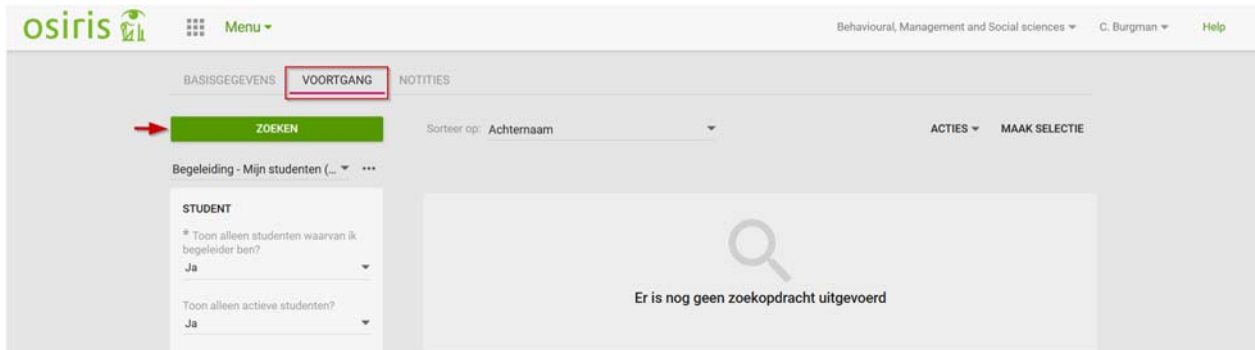 osiris Menu Behavioural, Management and Social sciences C. Burgman Help
BASISGEGEVENS VOORTGANG NOTITIES
ZOEKEN Sorteer op: Achternaam ACTIES MAAK SELECTIE
Begeleiding - Mijn studenten (... •••
STUDENT
* Toon alleen studenten waarvan ik
begeleider ben?
Ja
Er is nog geen zoekopdracht uitgevoerd
Toon alleen actieve studenten?
Ja